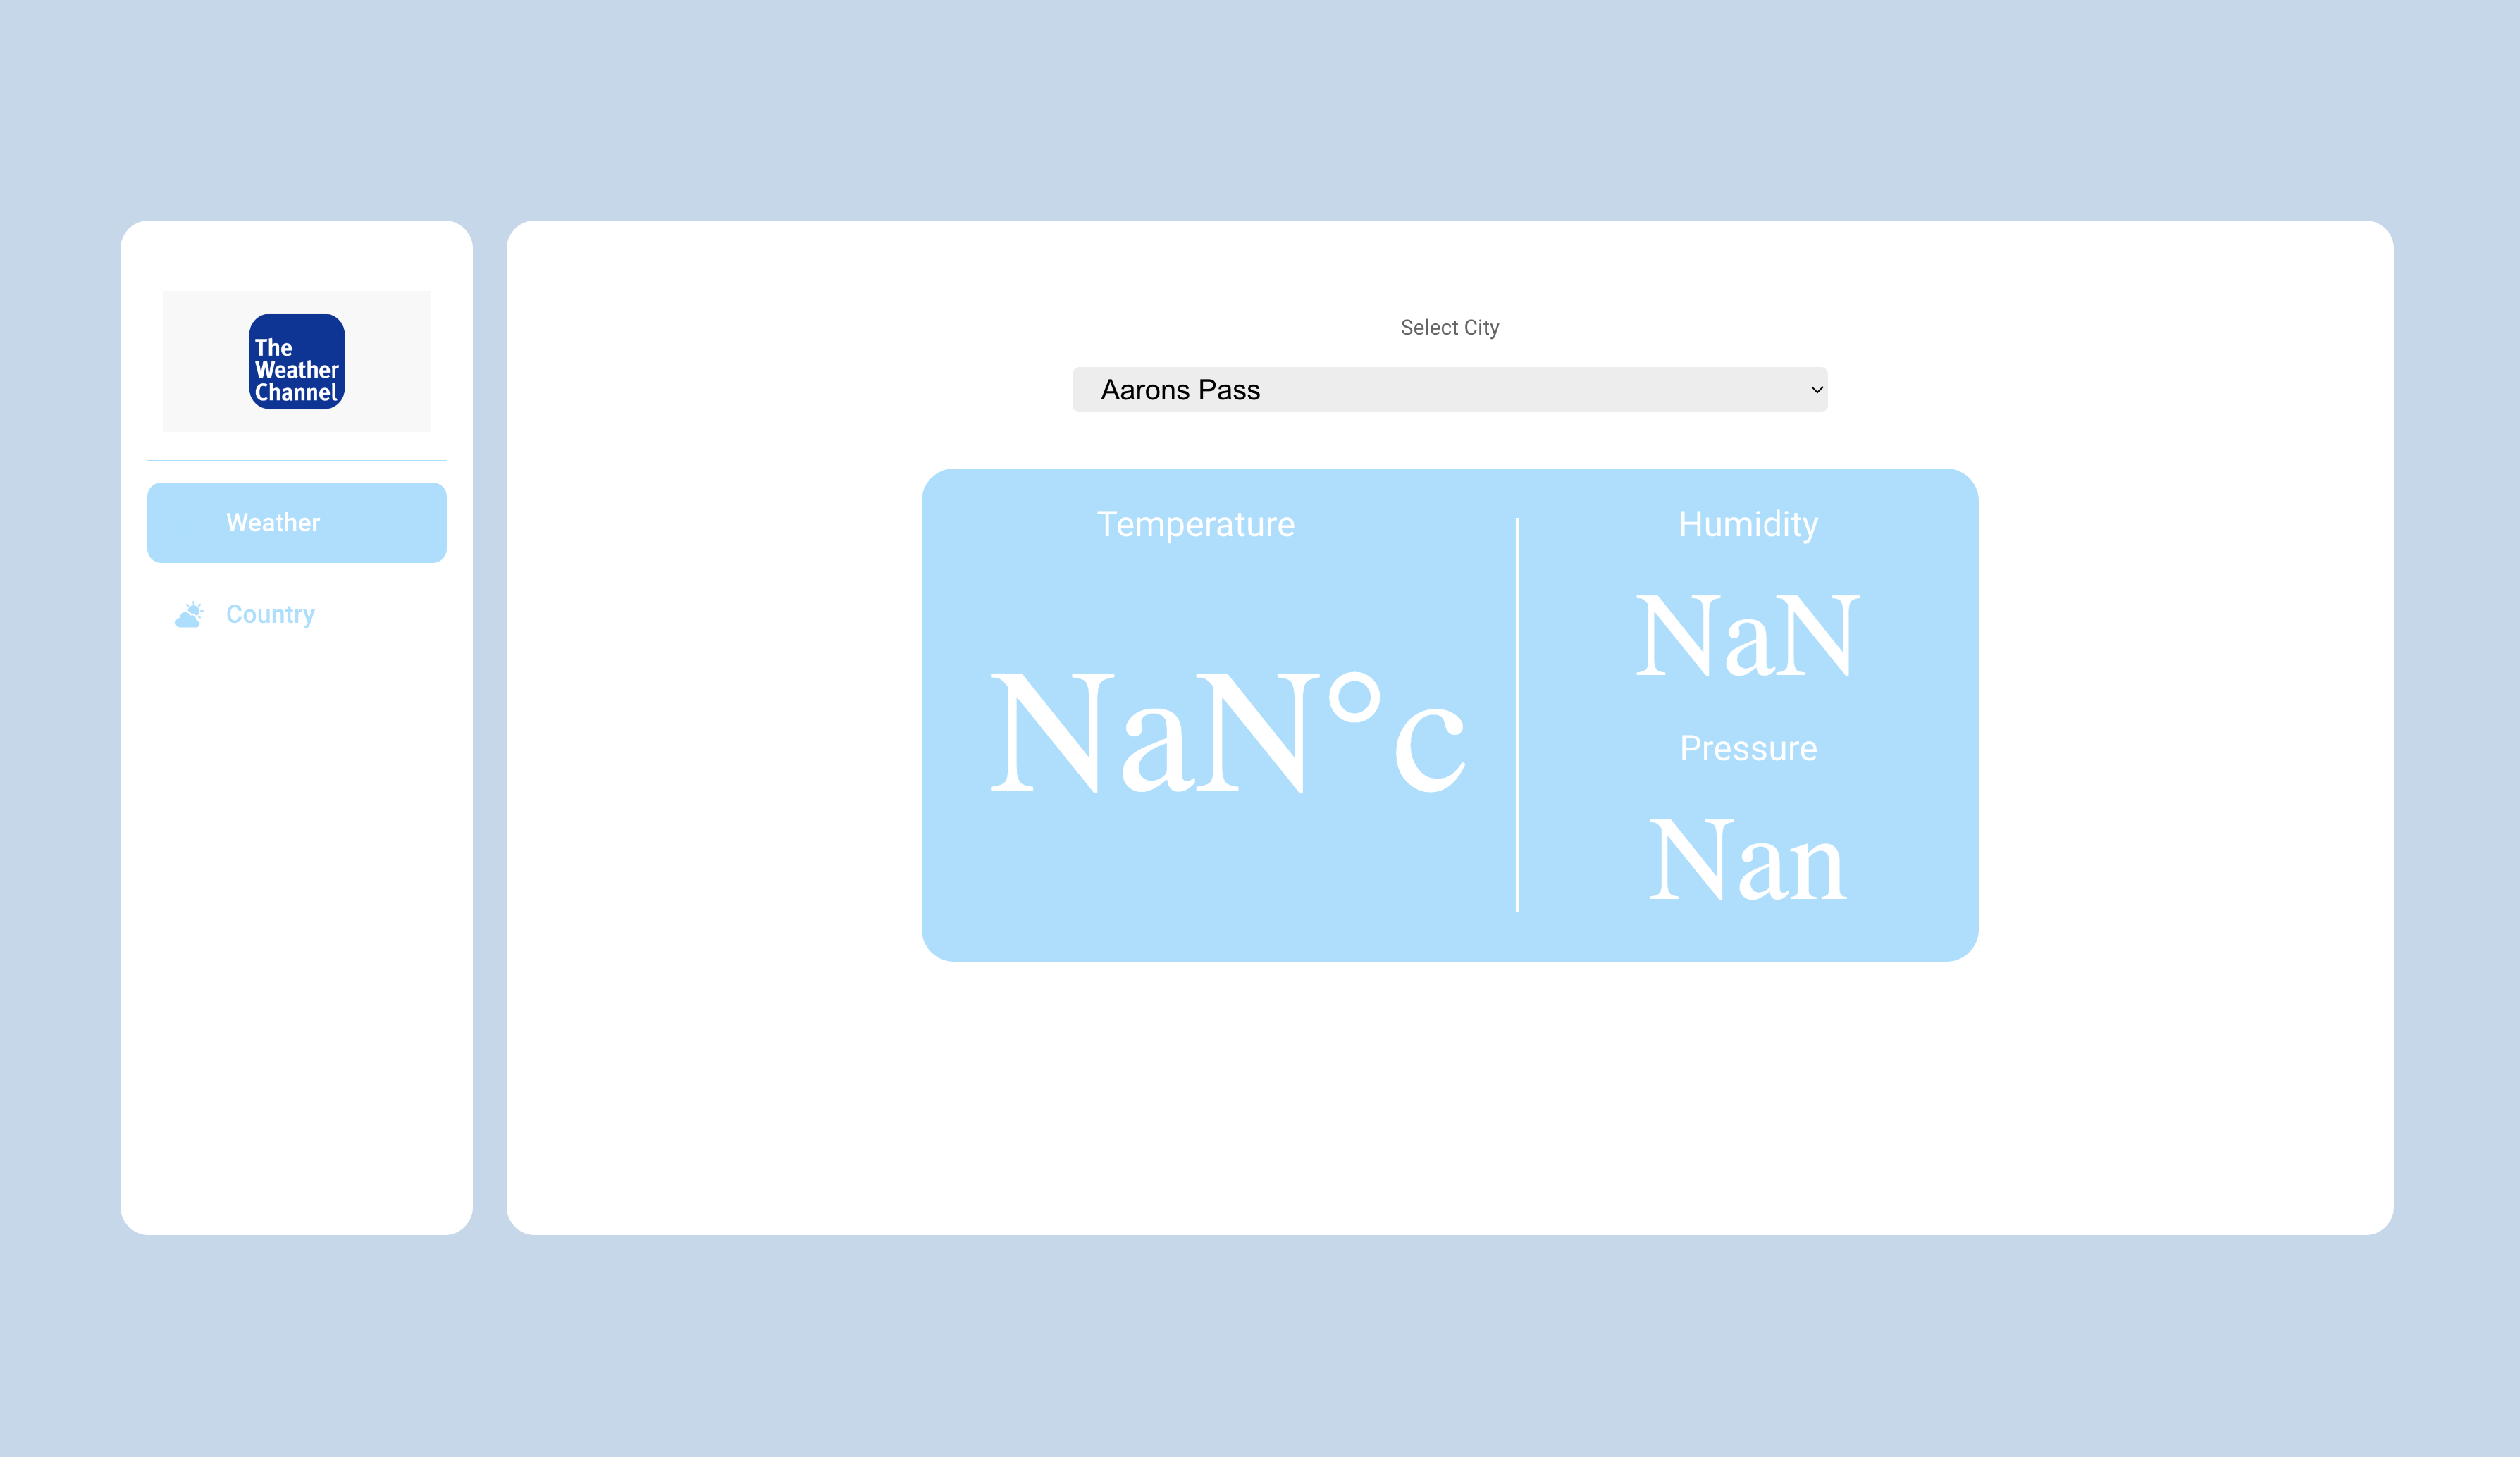 The
Weather
Channel
Weather
Country
Select City
Aarons Pass
Temperature
NaN°c
Humidity
NaN
Pressure
Nan